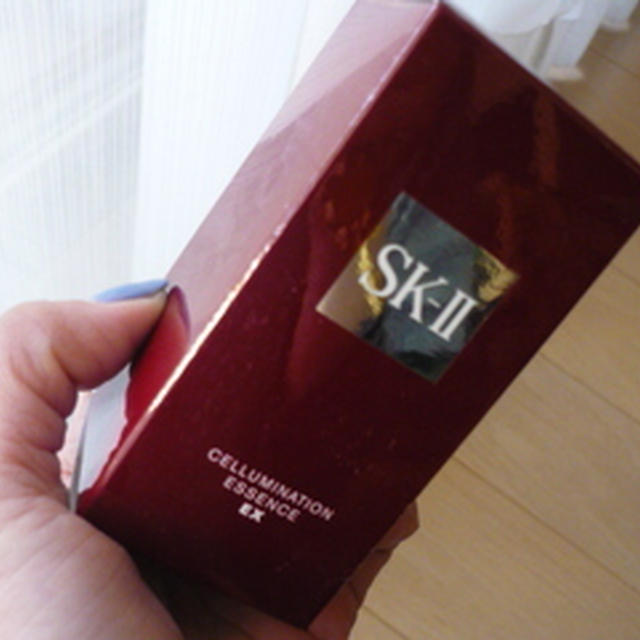 SK-II
CELLUMINATION
ESSENCE
EX